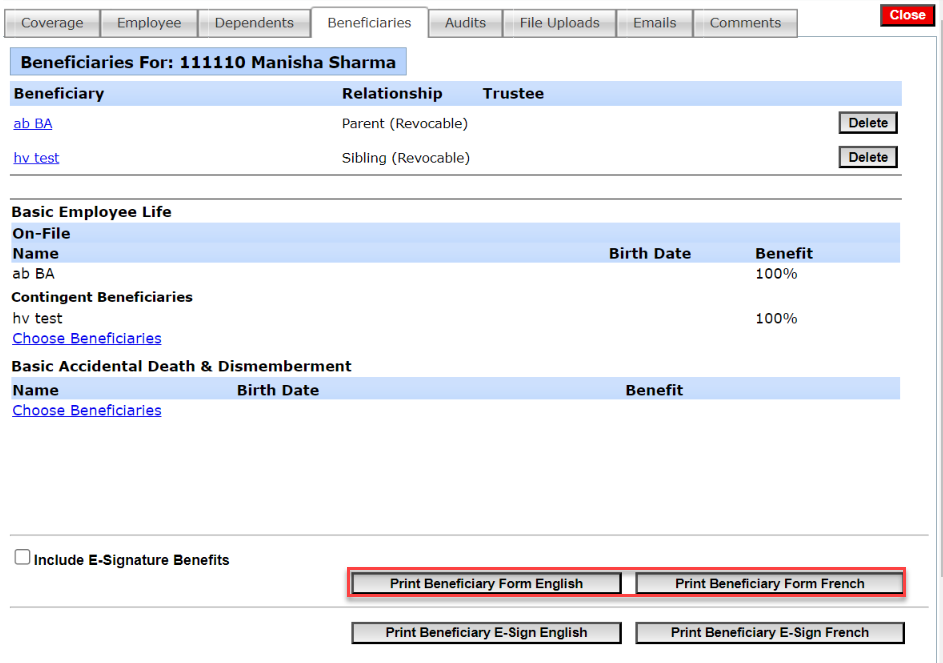 Coverage Employee Dependents Beneficiaries Audits File Uploads Emails Comments Close
Beneficiaries For: 111110 Manisha Sharma
Beneficiary Relationship Trustee
ab BA Parent (Revocable) Delete
hv test Sibling (Revocable) Delete
Basic Employee Life
On-File
Name Birth Date Benefit
ab BA 100%
Contingent Beneficiaries
hv test 100%
Choose Beneficiaries
Basic Accidental Death & Dismemberment
Name Birth Date Benefit
Choose Beneficiaries
Include E-Signature Benefits
Print Beneficiary Form English Print Beneficiary Form French
Print Beneficiary E-Sign English Print Beneficiary E-Sign French